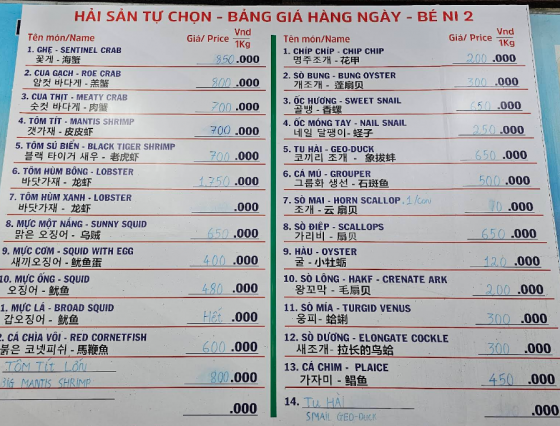 HẢI SẢN TỰ CHỌN - BẢNG GIÁ HÀNG NGÀY - BÉ NI 2
Tên món/Name Giá/ Price Vnd 1Kg
1. GHẸ - SENTINEL CRAB
꽃게 - 海蟹 850 .000
2. CUA GẠCH - ROE CRAB
암컷 바다게 - 羔蟹 800 .000
3. CUA THỊT - MEATY CRAB
숫컷 바다게 - 肉蟹 700 .000
4. TÔM TÍT - MANTIS SHRIMP
갯가재 - 皮皮虾 700 .000
5. TÔM SÚ BIỂN - BLACK TIGER SHRIMP
블랙 타이거 새우 - 老虎虾 700 .000
6. TÔM HÙM BÔNG - LOBSTER
바닷가재 - 龙虾 1,750 .000
7. TÔM HÙM XANH - LOBSTER
바닷가재 - 龙虾 .000
8. MỰC MỘT NẮNG - SUNNY SQUID
맑은 오징어 - 乌贼 650 .000
9. MỰC CƠM - SQUID WITH EGG
새끼오징어 - 鱿鱼蛋 400 .000
10. MỰC ỐNG - SQUID
오징어 - 鱿鱼 480 .000
1. MỰC LÁ - BROAD SQUID
갑오징어 - 鱿鱼 Hết .000
2. CÁ CHÌA VÔI - RED CORNETFISH
붉은 코넷피쉬 - 馬鞭魚 600 .000
TÔM TÍT LỚN
BIG MANTIS SHRIMP 800 .000
.000
Tên món/Name Giá/ Price Vnd 1Kg
1. CHÍP CHÍP - CHIP CHIP
명주조개 - 花甲 200 .000
2. SÒ BUNG - BUNG OYSTER
개조개 - 蓬扇贝 300 .000
3. ỐC HƯƠNG - SWEET SNAIL
골뱅 - 香螺 650 .000
4. ỐC MÓNG TAY - NAIL SNAIL
네일 달팽이- 蛏子 250 .000
5. TU HÀI - GEO-DUCK
코끼리 조개 - 象拔蚌 650 .000
6. CÁ MÚ - GROUPER
그룹화 생선 - 石斑鱼 500 .000
7. SÒ MAI - HORN SCALLOP 1/con
조개 - 云 扇贝 70 .000
8. SÒ ĐIỆP - SCALLOPS
가리비 - 扇贝 .000
9. HÀU - OYSTER
굴 - 小牡蛎 120 .000
10. SÒ LÔNG - HAKF - CRENATE ARK
왕꼬막 - 毛扇贝 200 .000
11. SÒ MÍA - TURGID VENUS
웅피- 蛤蜊 300 .000
12. SÒ DƯƠNG - ELONGATE COCKLE
새조개 - 拉长的鸟蛤 300 .000
13. CÁ CHIM - PLAICE
가자미 - 鲳鱼 450 .000
14. TU HÀI
SMAIL GEO-DUCK .000